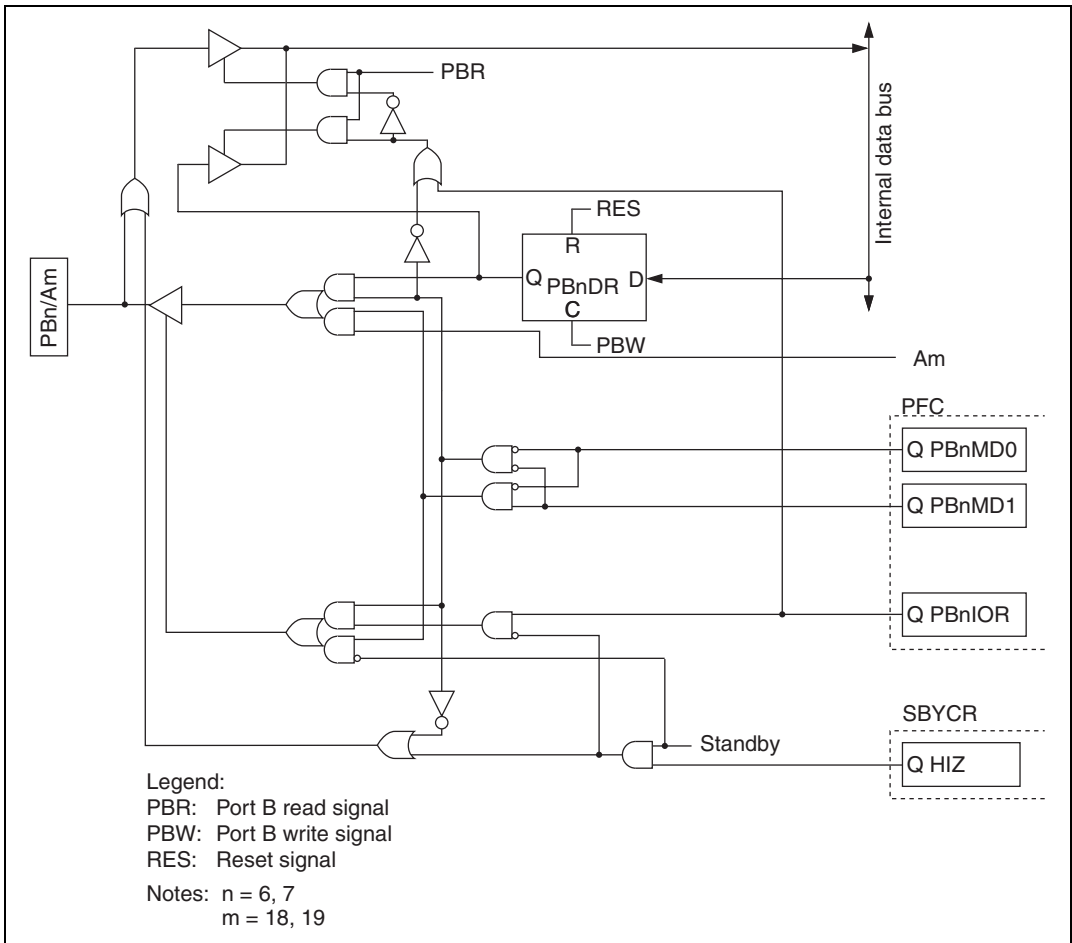 PBR
Internal data bus
RES
R
Q PBnDR D
C
PBW
PBn/Am
Am
PFC
Q PBnMD0
Q PBnMD1
Q PBnIOR
SBYCR
Standby
Q HIZ
Legend:
PBR: Port B read signal
PBW: Port B write signal
RES: Reset signal
Notes: n = 6, 7
m = 18, 19